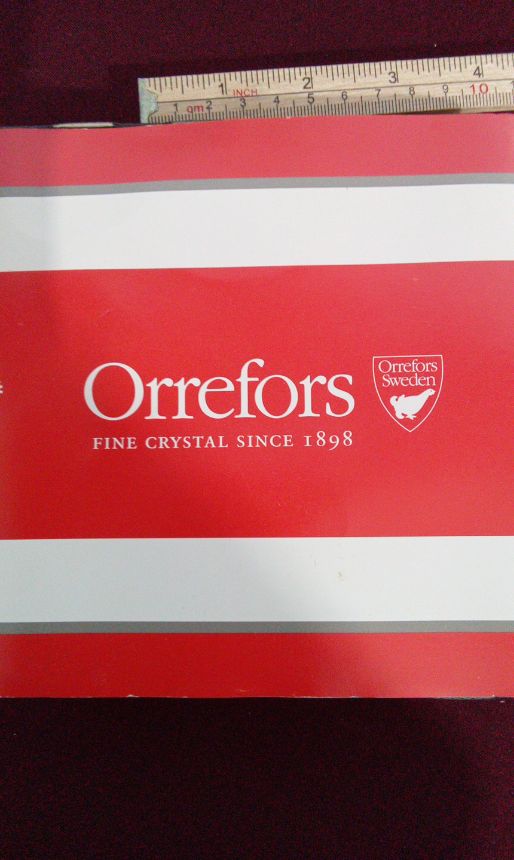 1 INCH 2 3 4
1 cm 2 3 4 5 6 7 8 9 10
Orrefors
FINE CRYSTAL SINCE 1898
Orrefors
Sweden